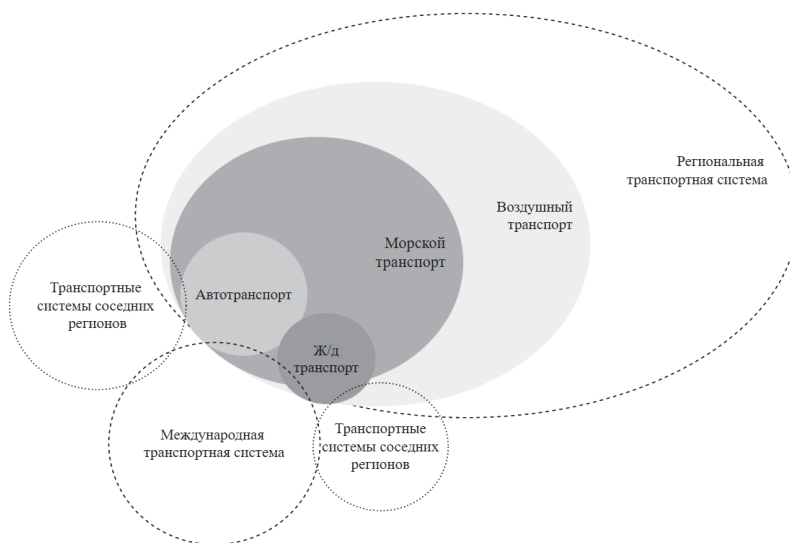 Региональная
транспортная система
Воздушный
транспорт
Морской
транспорт
Автотранспорт
Транспортные
системы соседних
регионов
Ж/д
транспорт
Международная
транспортная система
Транспортные
системы соседних
регионов